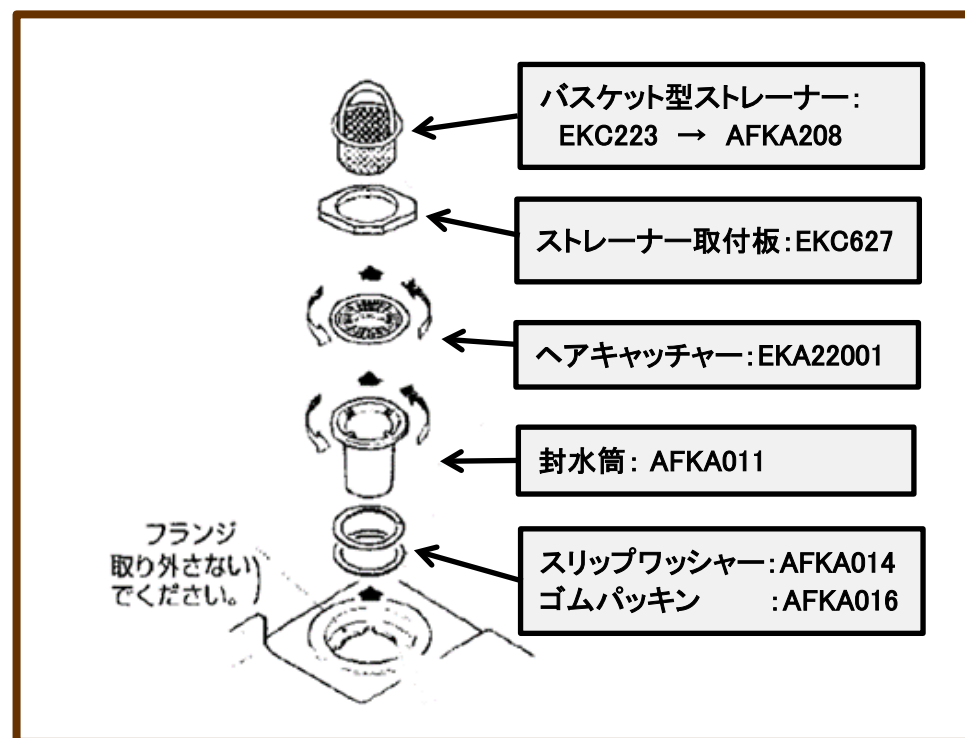 バスケット型ストレーナー：
EKC223 → AFKA208
ストレーナー取付板：EKC627
ヘアキャッチャー：EKA22001
封水筒： AFKA011
フランジ
取り外さない
でください。
スリップワッシャー：AFKA014
ゴムパッキン ：AFKA016